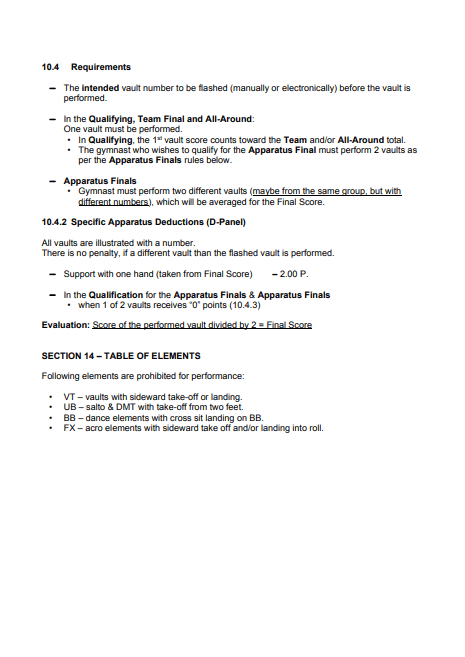 10.4 Requirements
– The intended vault number to be flashed (manually or electronically) before the vault is
performed.
– In the Qualifying, Team Final and All-Around:
One vault must be performed.
• In Qualifying, the 1st vault score counts toward the Team and/or All-Around total.
• The gymnast who wishes to qualify for the Apparatus Final must perform 2 vaults as
per the Apparatus Finals rules below.
– Apparatus Finals
• Gymnast must perform two different vaults (maybe from the same group, but with
different numbers), which will be averaged for the Final Score.
10.4.2 Specific Apparatus Deductions (D-Panel)
All vaults are illustrated with a number.
There is no penalty, if a different vault than the flashed vault is performed.
– Support with one hand (taken from Final Score) – 2.00 P.
– In the Qualification for the Apparatus Finals & Apparatus Finals
• when 1 of 2 vaults receives "0" points (10.4.3)
Evaluation: Score of the performed vault divided by 2 = Final Score
SECTION 14 – TABLE OF ELEMENTS
Following elements are prohibited for performance:
• VT – vaults with sideward take-off or landing.
• UB – salto & DMT with take-off from two feet.
• BB – dance elements with cross sit landing on BB.
• FX – acro elements with sideward take off and/or landing into roll.